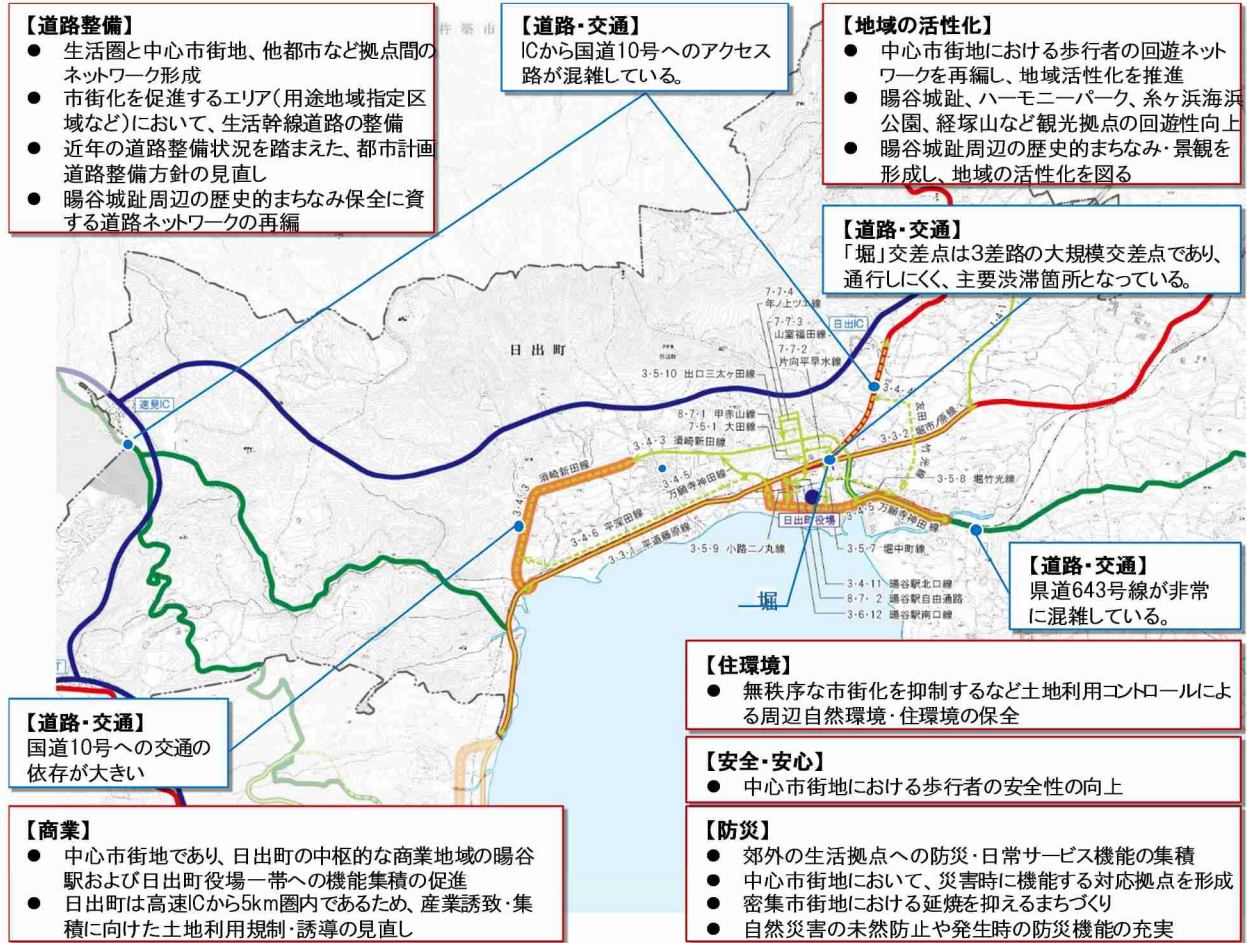 【道路整備】
● 生活圏と中心市街地、他都市など拠点間の
ネットワーク形成
● 市街化を促進するエリア(用途地域指定区
域など)において、生活幹線道路の整備
● 近年の道路整備状況を踏まえた、都市計画
道路整備方針の見直し
● 暘谷城趾周辺の歴史的まちなみ保全に資
する道路ネットワークの再編
杵築市
【道路・交通】
ICから国道10号へのアクセス
路が混雑している。
【地域の活性化】
● 中心市街地における歩行者の回遊ネット
ワークを再編し、地域活性化を推進
● 暘谷城趾、ハーモニーパーク、糸ヶ浜海浜
公園、経塚山など観光拠点の回遊性向上
● 暘谷城趾周辺の歴史的まちなみ・景観を
形成し、地域の活性化を図る
【道路・交通】
「堀」交差点は3差路の大規模交差点であり、
通行しにくく、主要渋滞箇所となっている。
7・7・4
年ノ上ツエ線
7・7・3
山室福田線
7・7・2
片向平早水線
日出IC
1・4・1
日出町
3・5・10 出口三太ヶ田線
3・4・4
友田
速見IC
8・7・1 甲赤山線
7・5・1 大田線
3・4・3 須崎新田線
3・3・2 堀市ノ原線
竹光線
須崎新田線
3・4・3
3・4・5
万願寺神田線
3・5・8 堀竹光線
日出町役場
3・4・5 万願寺神田線
3・4・6 平深田線
3・3・1 平道藤原線
3・5・9 小路二ノ丸線
3・5・7 堀中町線
堀
3・4・11 暘谷駅北口線
8・7・2 暘谷駅自由通路
3・6・12 暘谷駅南口線
【道路・交通】
県道643号線が非常
に混雑している。
【住環境】
● 無秩序な市街化を抑制するなど土地利用コントロールによ
る周辺自然環境・住環境の保全
【道路・交通】
国道10号への交通の
依存が大きい
【安全・安心】
● 中心市街地における歩行者の安全性の向上
【商業】
● 中心市街地であり、日出町の中枢的な商業地域の暘谷
駅および日出町役場一帯への機能集積の促進
● 日出町は高速ICから5km圏内であるため、産業誘致・集
積に向けた土地利用規制・誘導の見直し
【防災】
● 郊外の生活拠点への防災・日常サービス機能の集積
● 中心市街地において、災害時に機能する対応拠点を形成
● 密集市街地における延焼を抑えるまちづくり
● 自然災害の未然防止や発生時の防災機能の充実